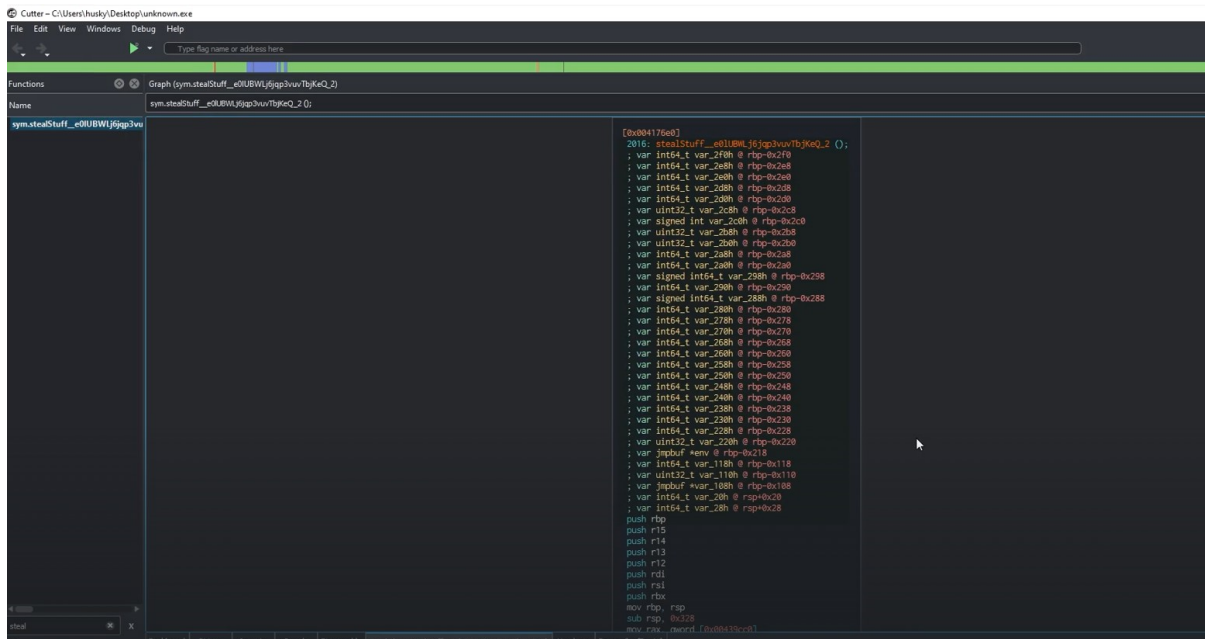 Cutter – C:\Users\husky\Desktop\unknown.exe
File Edit View Windows Debug Help
Type flag name or address here
Functions
Graph (sym.stealStuff__e0lUBWLj6jqp3vuvTbjKeQ_2)
Name
sym.stealStuff__e0lUBWLj6jqp3vuvTbjKeQ_2 ();
sym.stealStuff__e0lUBWLj6jqp3vu
[0x004176e0]
2016: stealStuff__e0lUBWLj6jqp3vuvTbjKeQ_2 ();
; var int64_t var_2f0h @ rbp-0x2f0
; var int64_t var_2e8h @ rbp-0x2e8
; var int64_t var_2e0h @ rbp-0x2e0
; var int64_t var_2d8h @ rbp-0x2d8
; var int64_t var_2d0h @ rbp-0x2d0
; var uint32_t var_2c8h @ rbp-0x2c8
; var signed int var_2c0h @ rbp-0x2c0
; var uint32_t var_2b8h @ rbp-0x2b8
; var uint32_t var_2b0h @ rbp-0x2b0
; var int64_t var_2a8h @ rbp-0x2a8
; var int64_t var_2a0h @ rbp-0x2a0
; var signed int64_t var_298h @ rbp-0x298
; var int64_t var_290h @ rbp-0x290
; var signed int64_t var_288h @ rbp-0x288
; var int64_t var_280h @ rbp-0x280
; var int64_t var_278h @ rbp-0x278
; var int64_t var_270h @ rbp-0x270
; var int64_t var_268h @ rbp-0x268
; var int64_t var_260h @ rbp-0x260
; var int64_t var_258h @ rbp-0x258
; var int64_t var_250h @ rbp-0x250
; var int64_t var_248h @ rbp-0x248
; var int64_t var_240h @ rbp-0x240
; var int64_t var_238h @ rbp-0x238
; var int64_t var_230h @ rbp-0x230
; var int64_t var_228h @ rbp-0x228
; var uint32_t var_220h @ rbp-0x220
; var jmpbuf *env @ rbp-0x218
; var int64_t var_118h @ rbp-0x118
; var uint32_t var_110h @ rbp-0x110
; var jmpbuf *var_108h @ rbp-0x108
; var int64_t var_20h @ rsp+0x20
; var int64_t var_28h @ rsp+0x28
push rbp
push r15
push r14
push r13
push r12
push rdi
push rsi
push rbx
mov rbp, rsp
sub rsp, 0x328
mov rax, qword [0x00439ce0]
steal
X